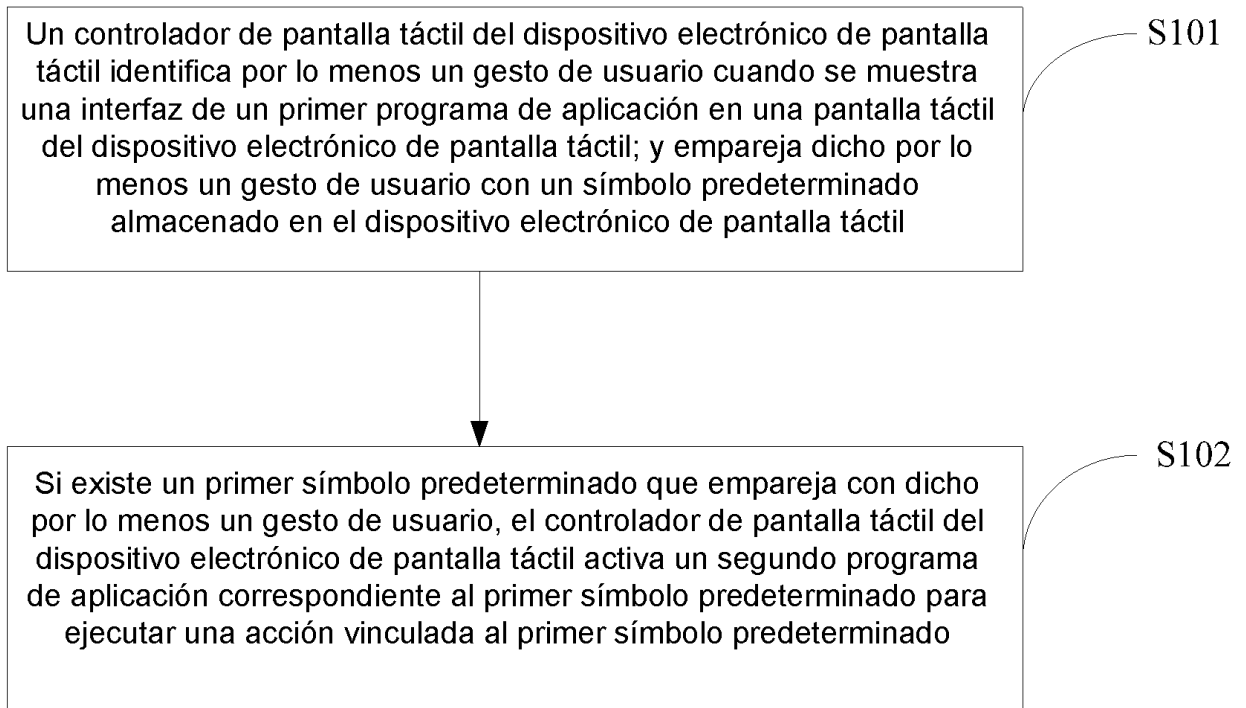 Un controlador de pantalla táctil del dispositivo electrónico de pantalla
táctil identifica por lo menos un gesto de usuario cuando se muestra
una interfaz de un primer programa de aplicación en una pantalla táctil
del dispositivo electrónico de pantalla táctil; y empareja dicho por lo
menos un gesto de usuario con un símbolo predeterminado
almacenado en el dispositivo electrónico de pantalla táctil
S101
Si existe un primer símbolo predeterminado que empareja con dicho
por lo menos un gesto de usuario, el controlador de pantalla táctil del
dispositivo electrónico de pantalla táctil activa un segundo programa
de aplicación correspondiente al primer símbolo predeterminado para
ejecutar una acción vinculada al primer símbolo predeterminado
S102